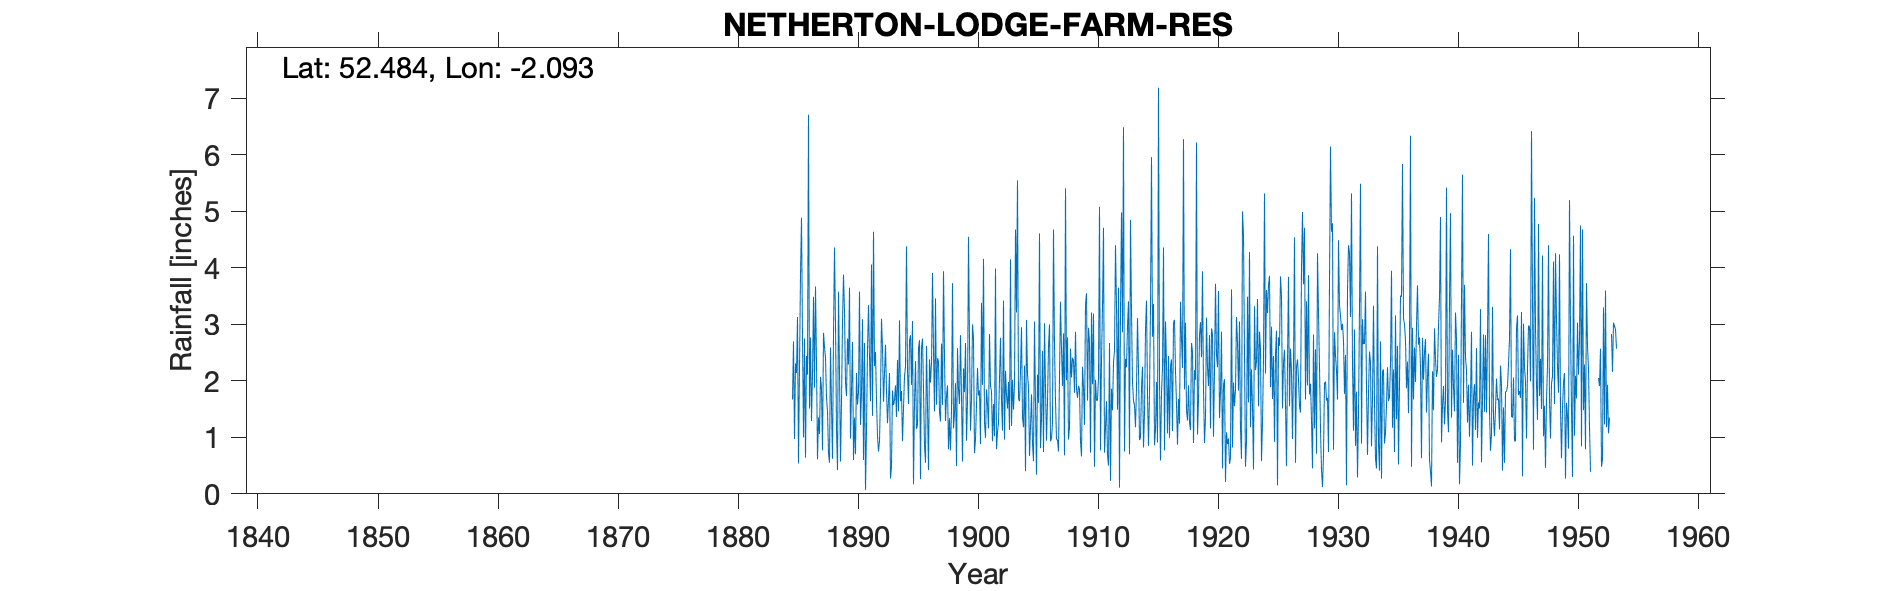 NETHERTON-LODGE-FARM-RES
Lat: 52.484, Lon: -2.093
7
6
5
4
3
2
1
0
Rainfall [inches]
1840 1850 1860 1870 1880 1890 1900 1910 1920 1930 1940 1950 1960
Year